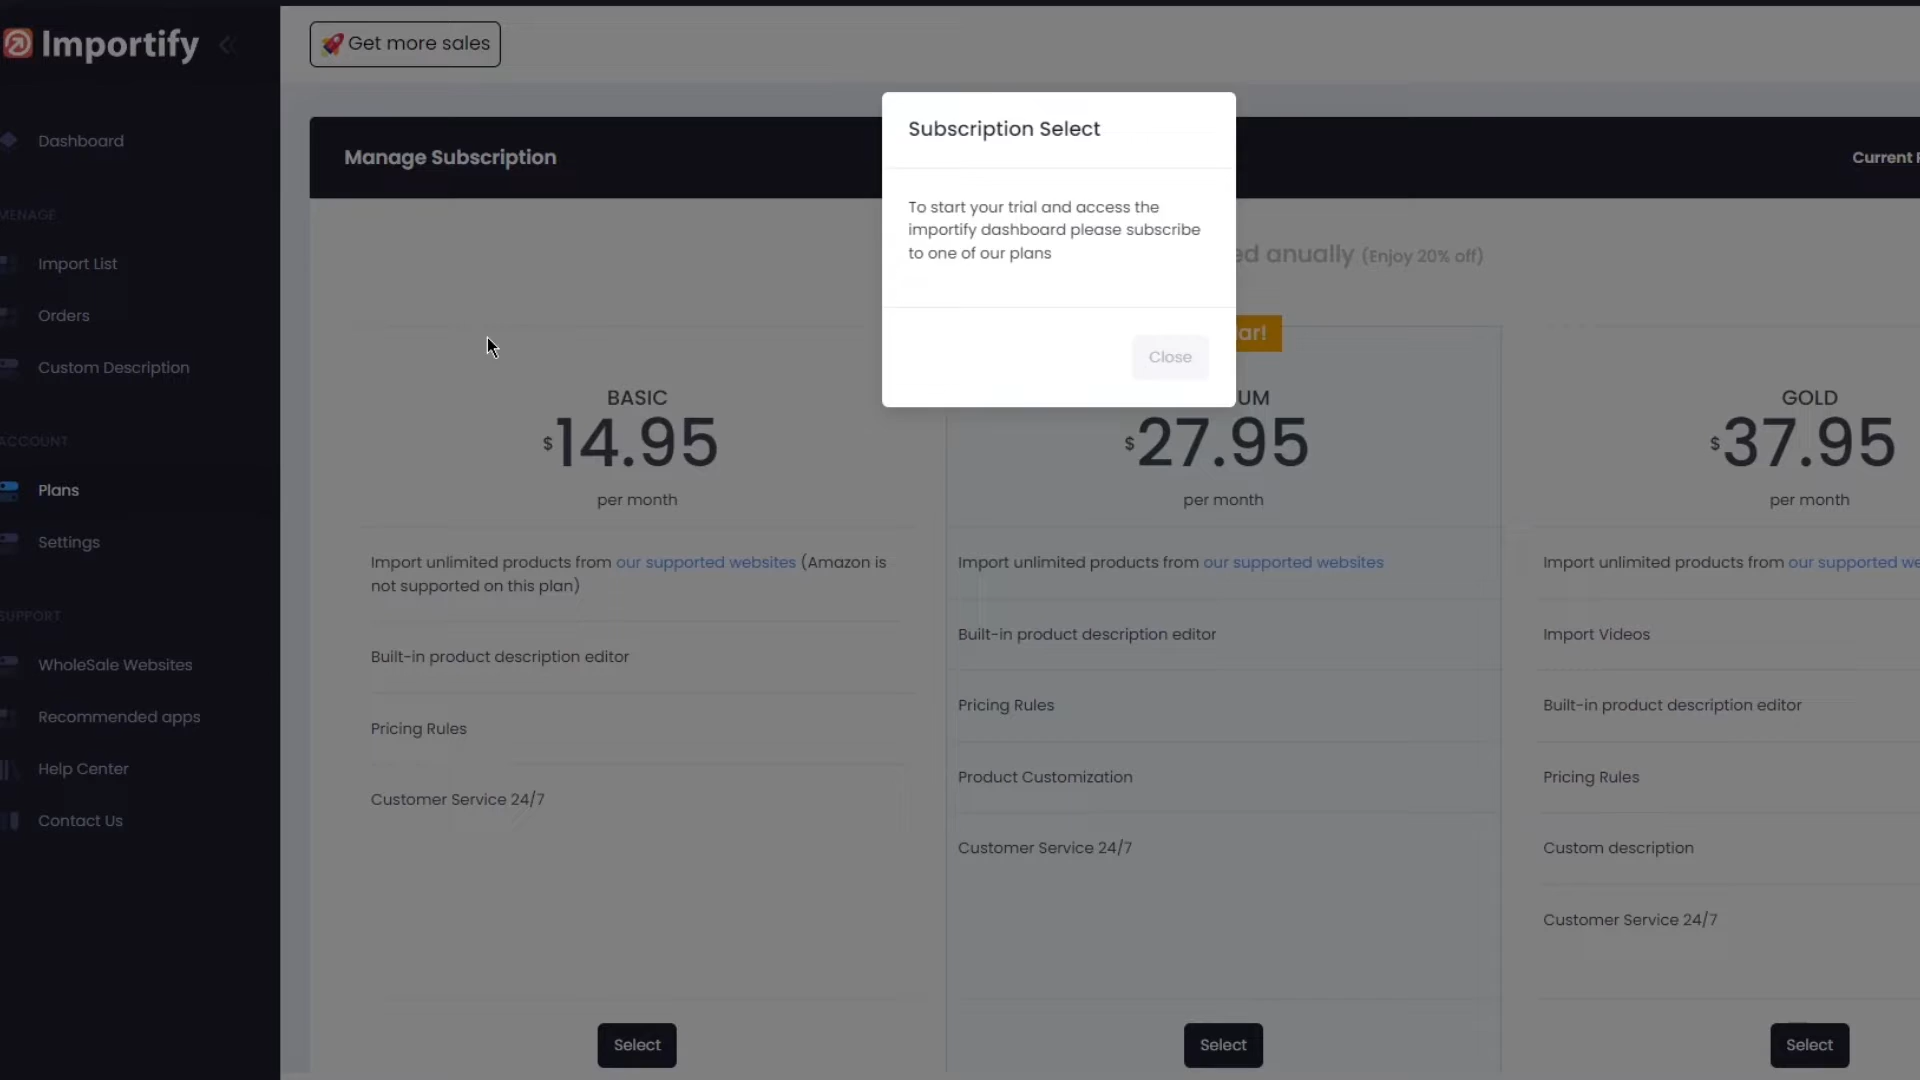 Importify
🚀 Get more sales
Dashboard
MENAGE
Import List
Orders
Custom Description
ACCOUNT
Plans
Settings
SUPPORT
WholeSale Websites
Recommended apps
Help Center
Contact Us
Manage Subscription
Current
Subscription Select
To start your trial and access the
importify dashboard please subscribe
to one of our plans
Close
ed anually (Enjoy 20% off)
ar!
BASIC
$14.95
per month
Import unlimited products from our supported websites (Amazon is
not supported on this plan)
Built-in product description editor
Pricing Rules
Customer Service 24/7
Select
UM
$27.95
per month
Import unlimited products from our supported websites
Built-in product description editor
Pricing Rules
Product Customization
Customer Service 24/7
Select
GOLD
$37.95
per month
Import unlimited products from our supported we
Import Videos
Built-in product description editor
Pricing Rules
Custom description
Customer Service 24/7
Select